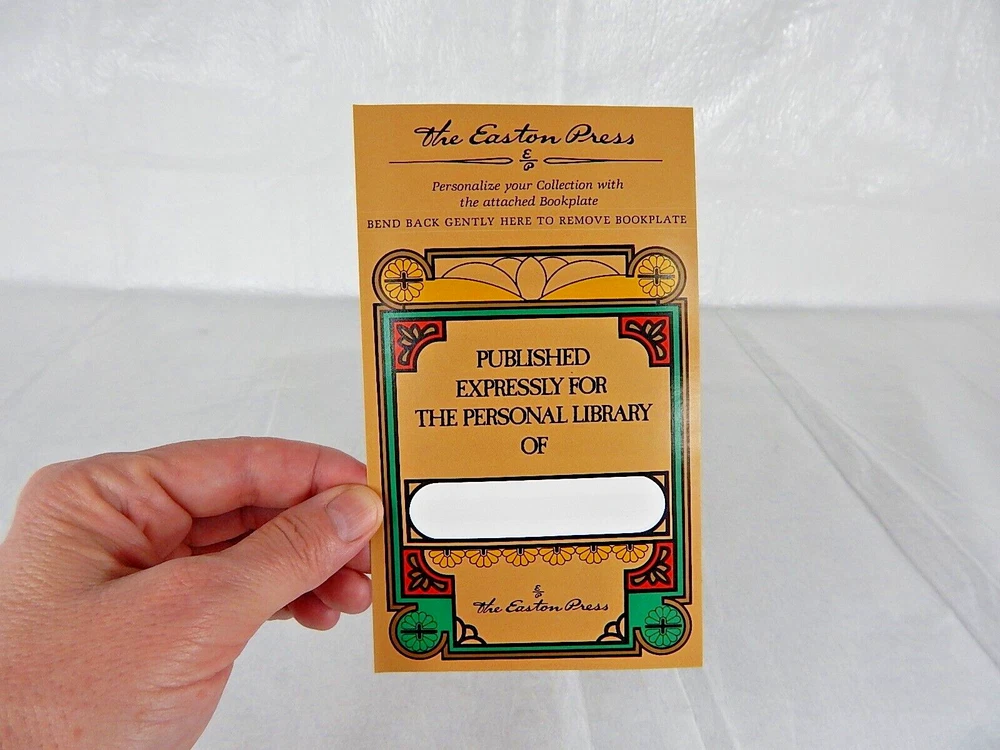 The Easton Press
E
P
Personalize your Collection with
the attached Bookplate
BEND BACK GENTLY HERE TO REMOVE BOOKPLATE
PUBLISHED
EXPRESSLY FOR
THE PERSONAL LIBRARY
OF
E
P
The Easton Press